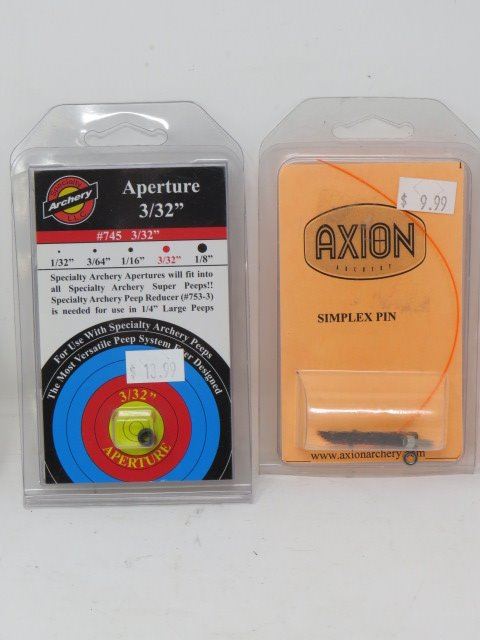 Specialty
Archery
L.L.C.
Aperture
3/32”
#745 3/32”
1/32” 3/64” 1/16” 3/32” 1/8”
Specialty Archery Apertures will fit into
all Specialty Archery Super Peeps!!
Specialty Archery Peep Reducer (#753-3)
is needed for use in 1/4” Large Peeps
For Use With Specialty Archery Peeps
The Most Versatile Peep System Ever Designed
$ 13.99
3/32”
APERTURE
$ 9.99
AXION
ARCHERY
SIMPLEX PIN
www.axionarchery.com